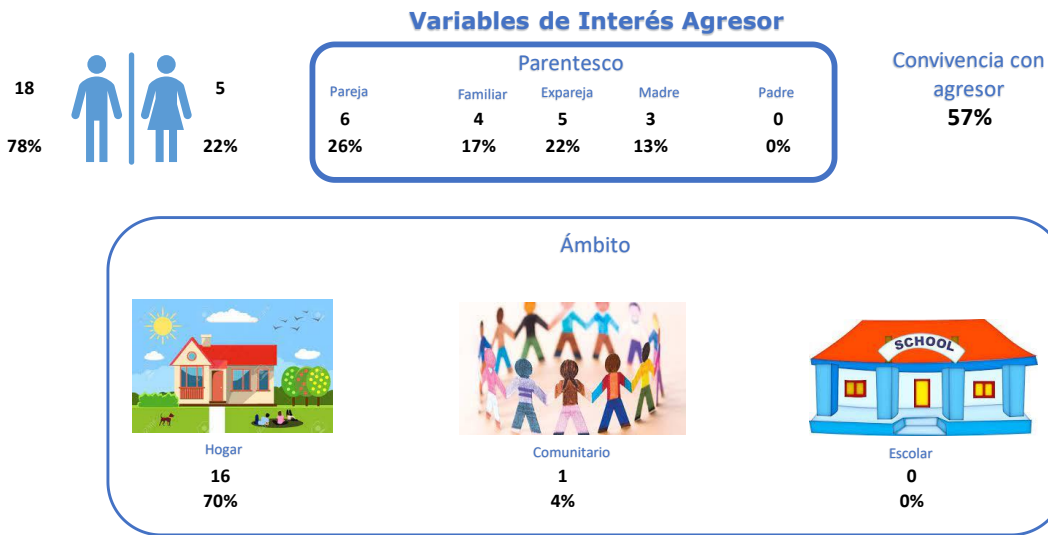 Variables de Interés Agresor
18
78%
5
22%
Parentesco
Pareja Familiar Expareja Madre Padre
6 4 5 3 0
26% 17% 22% 13% 0%
Convivencia con
agresor
57%
Ámbito
SCHOOL
Hogar Comunitario Escolar
16 1 0
70% 4% 0%